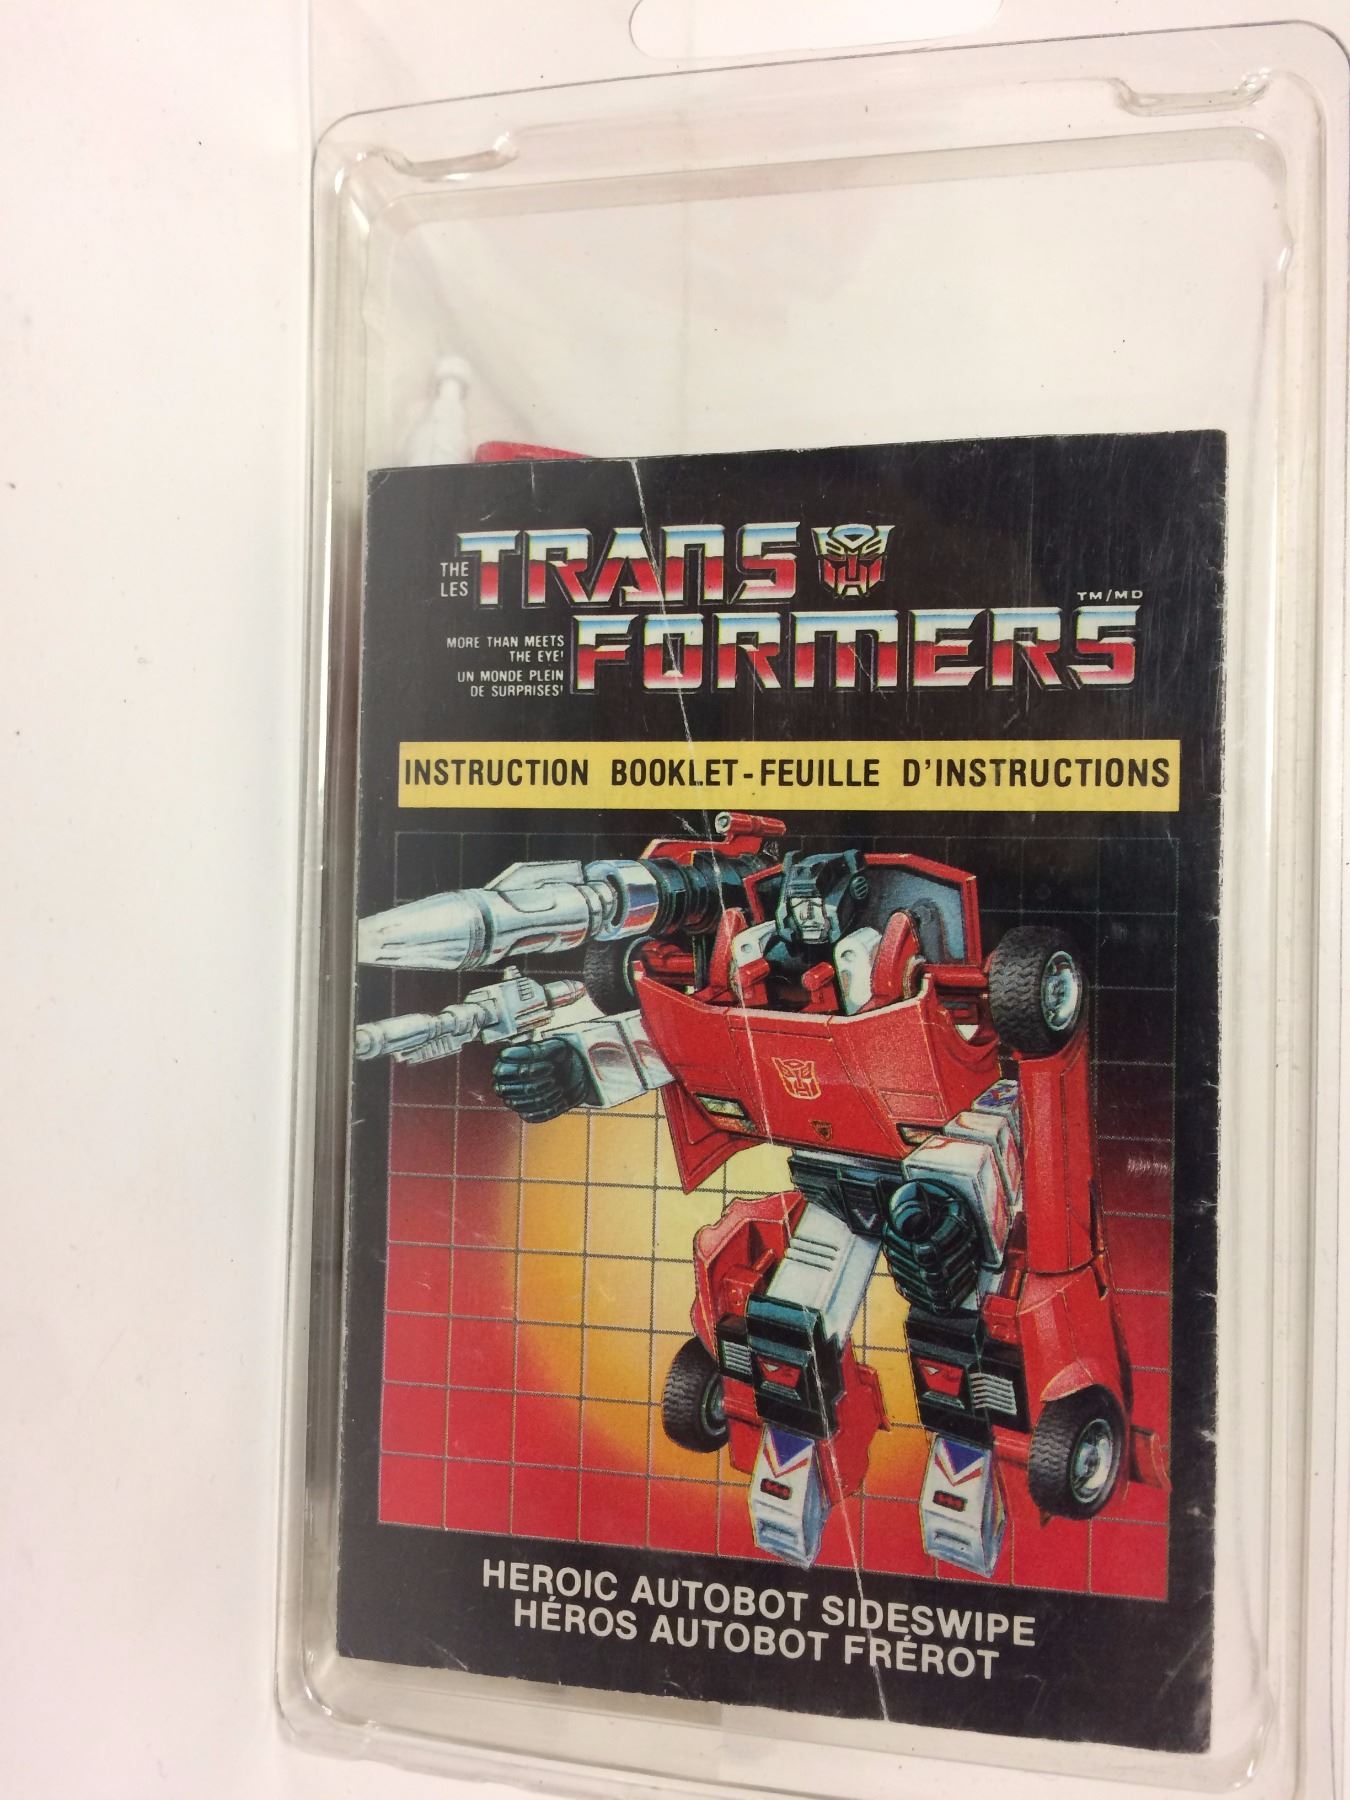 THE TRANS
LES
TM/MD
MORE THAN MEETS
THE EYE!
FORMERS
UN MONDE PLEIN
DE SURPRISES!
INSTRUCTION BOOKLET-FEUILLE D'INSTRUCTIONS
HEROIC AUTOBOT SIDESWIPE
HÉROS AUTOBOT FRÉROT